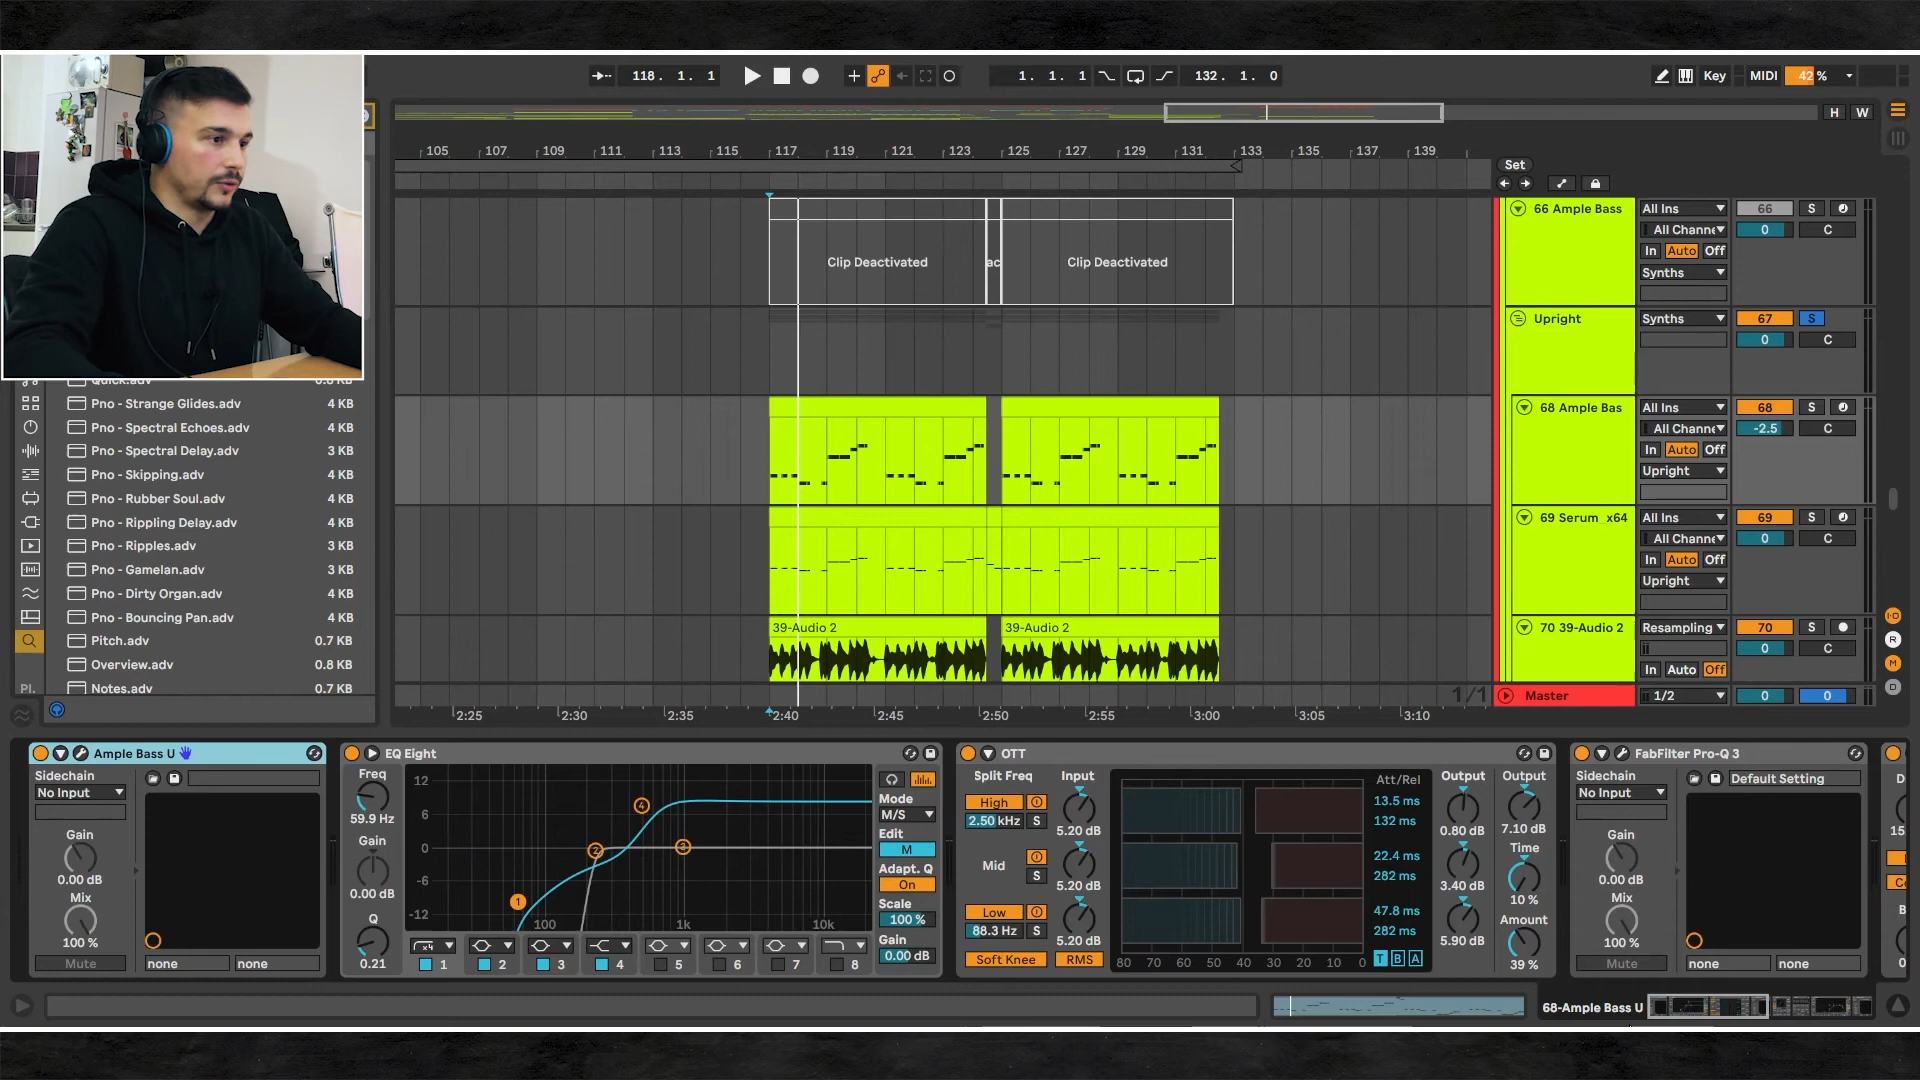 118. 1. 1
1. 1. 1
132. 1. 0
Key
MIDI
42 %
H
W
105
107
109
111
113
115
117
119
121
123
125
127
129
131
133
135
137
139
Set
Clip Deactivated
ac
Clip Deactivated
66 Ample Bass
All Ins
66
S
All Channe
0
C
In
Auto
Off
Synths
Upright
Synths
67
S
0
C
68 Ample Bas
All Ins
68
S
All Channe
-2.5
C
In
Auto
Off
Upright
69 Serum_x64
All Ins
69
S
All Channe
0
C
In
Auto
Off
Upright
39-Audio 2
39-Audio 2
70 39-Audio 2
Resampling
70
S
0
C
In
Auto
Off
1/1
Master
1/2
0
0
I·O
R
M
D
Quick.adv
0.8 KB
Pno - Strange Glides.adv
4 KB
Pno - Spectral Echoes.adv
4 KB
Pno - Spectral Delay.adv
3 KB
Pno - Skipping.adv
4 KB
Pno - Rubber Soul.adv
4 KB
Pno - Rippling Delay.adv
4 KB
Pno - Ripples.adv
3 KB
Pno - Gamelan.adv
3 KB
Pno - Dirty Organ.adv
4 KB
Pno - Bouncing Pan.adv
4 KB
Pitch.adv
0.7 KB
Overview.adv
0.8 KB
Pl.
Notes.adv
0.7 KB
2:25
2:30
2:35
2:40
2:45
2:50
2:55
3:00
3:05
3:10
Ample Bass U
Sidechain
No Input
Gain
0.00 dB
Mix
100 %
Mute
none
none
EQ Eight
Freq
59.9 Hz
Gain
0.00 dB
Q
0.21
12
6
0
-6
-12
100
1k
10k
1
2
3
4
x4
1
2
3
4
5
6
7
8
Mode
M/S
Edit
M
Adapt. Q
On
Scale
100 %
Gain
0.00 dB
OTT
Split Freq
Input
High
2.50 kHz
S
5.20 dB
Mid
S
5.20 dB
Low
88.3 Hz
S
5.20 dB
Soft Knee
RMS
80
70
60
50
40
30
20
10
0
Att/Rel
13.5 ms
132 ms
22.4 ms
282 ms
47.8 ms
282 ms
T
B
A
Output
0.80 dB
3.40 dB
5.90 dB
Output
7.10 dB
Time
10 %
Amount
39 %
FabFilter Pro-Q 3
Sidechain
No Input
Default Setting
Gain
0.00 dB
Mix
100 %
Mute
none
none
D
15
B
0
68-Ample Bass U